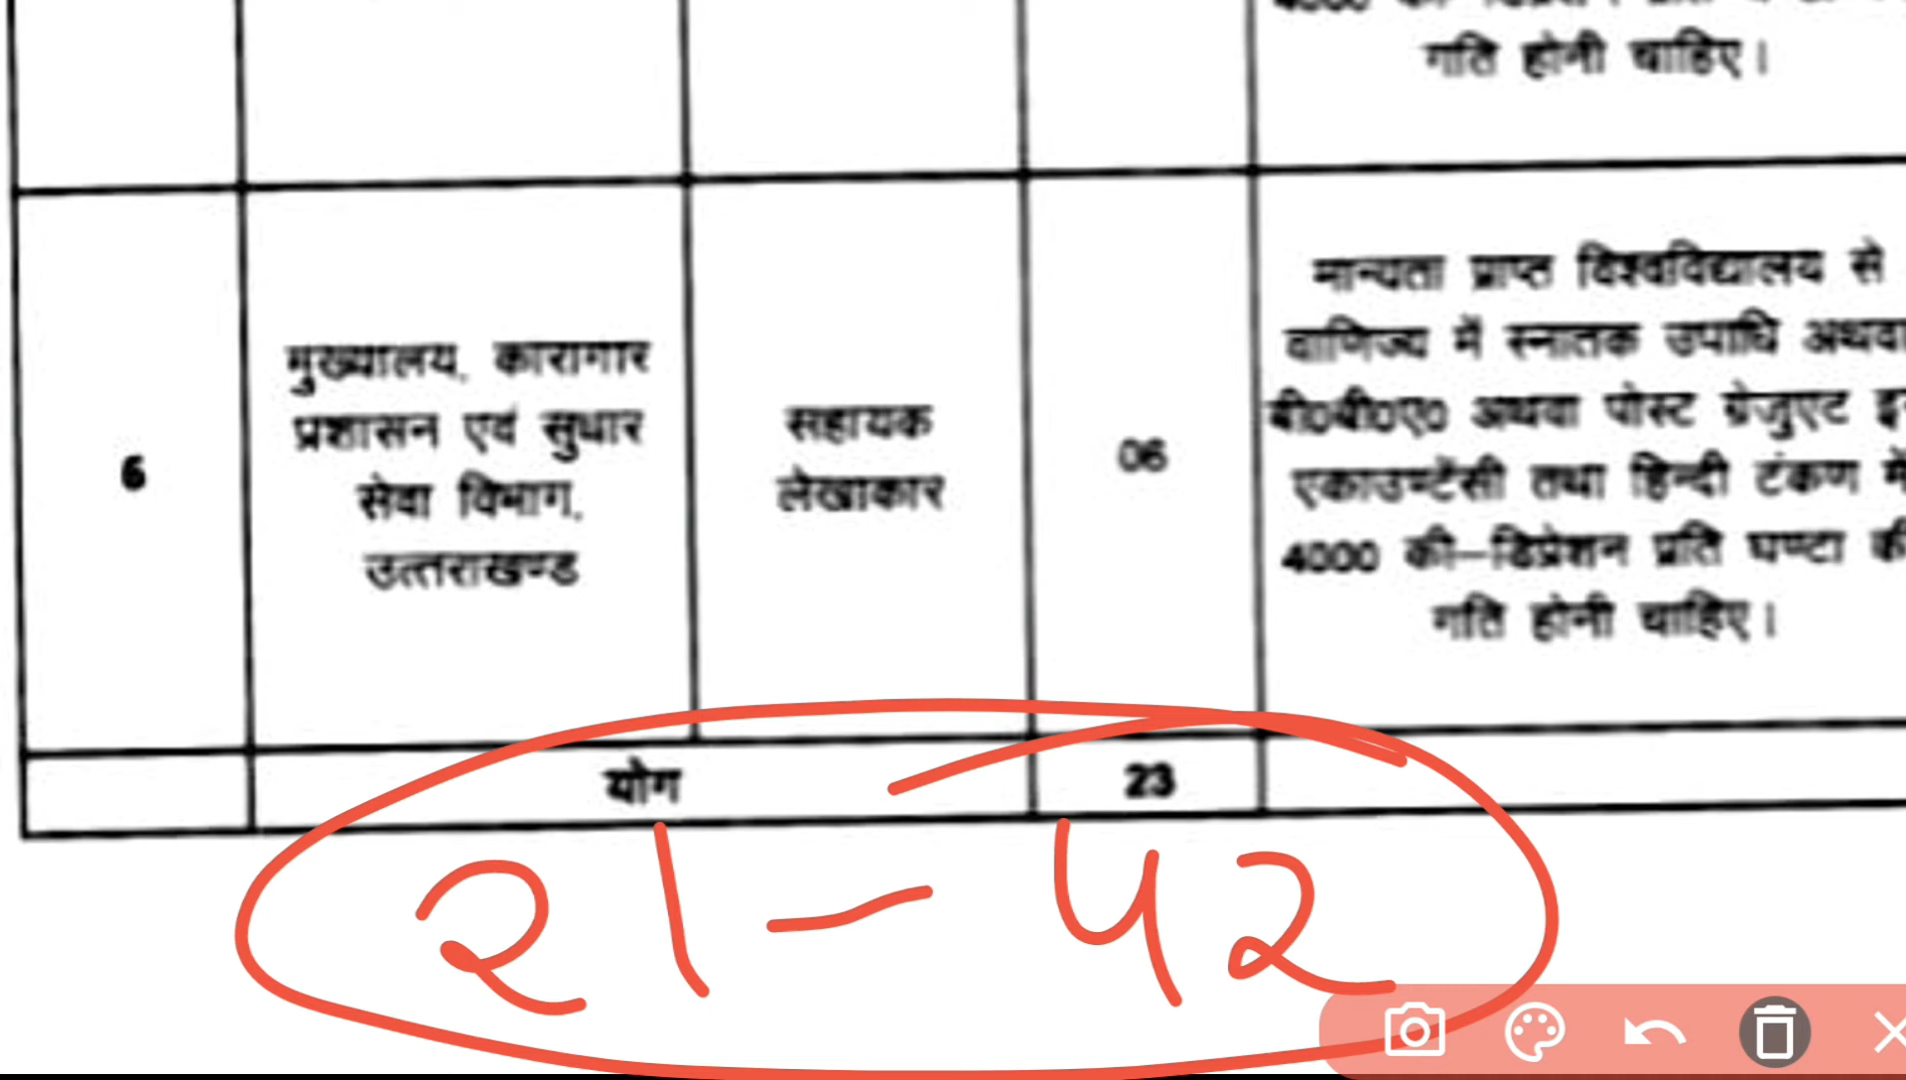 गति होनी चाहिए।
6
मुख्यालय, कारागार
प्रशासन एवं सुधार
सेवा विभाग,
उत्तराखण्ड
सहायक
लेखाकार
06
मान्यता प्राप्त विश्वविद्यालय से
वाणिज्य में स्नातक उपाधि अथवा
बी0बी0ए0 अथवा पोस्ट ग्रेजुएट
एकाउण्टेंसी तथा हिन्दी टंकण में
4000 की–डिप्रेशन प्रति घण्टा की
गति होनी चाहिए।
योग 23
21 – 42